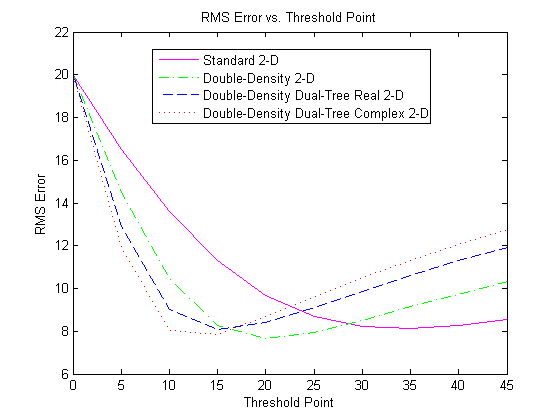 RMS Error vs. Threshold Point
22
20
18
16
14
12
10
8
6
RMS Error
Standard 2-D
Double-Density 2-D
Double-Density Dual-Tree Real 2-D
Double-Density Dual-Tree Complex 2-D
0 5 10 15 20 25 30 35 40 45
Threshold Point